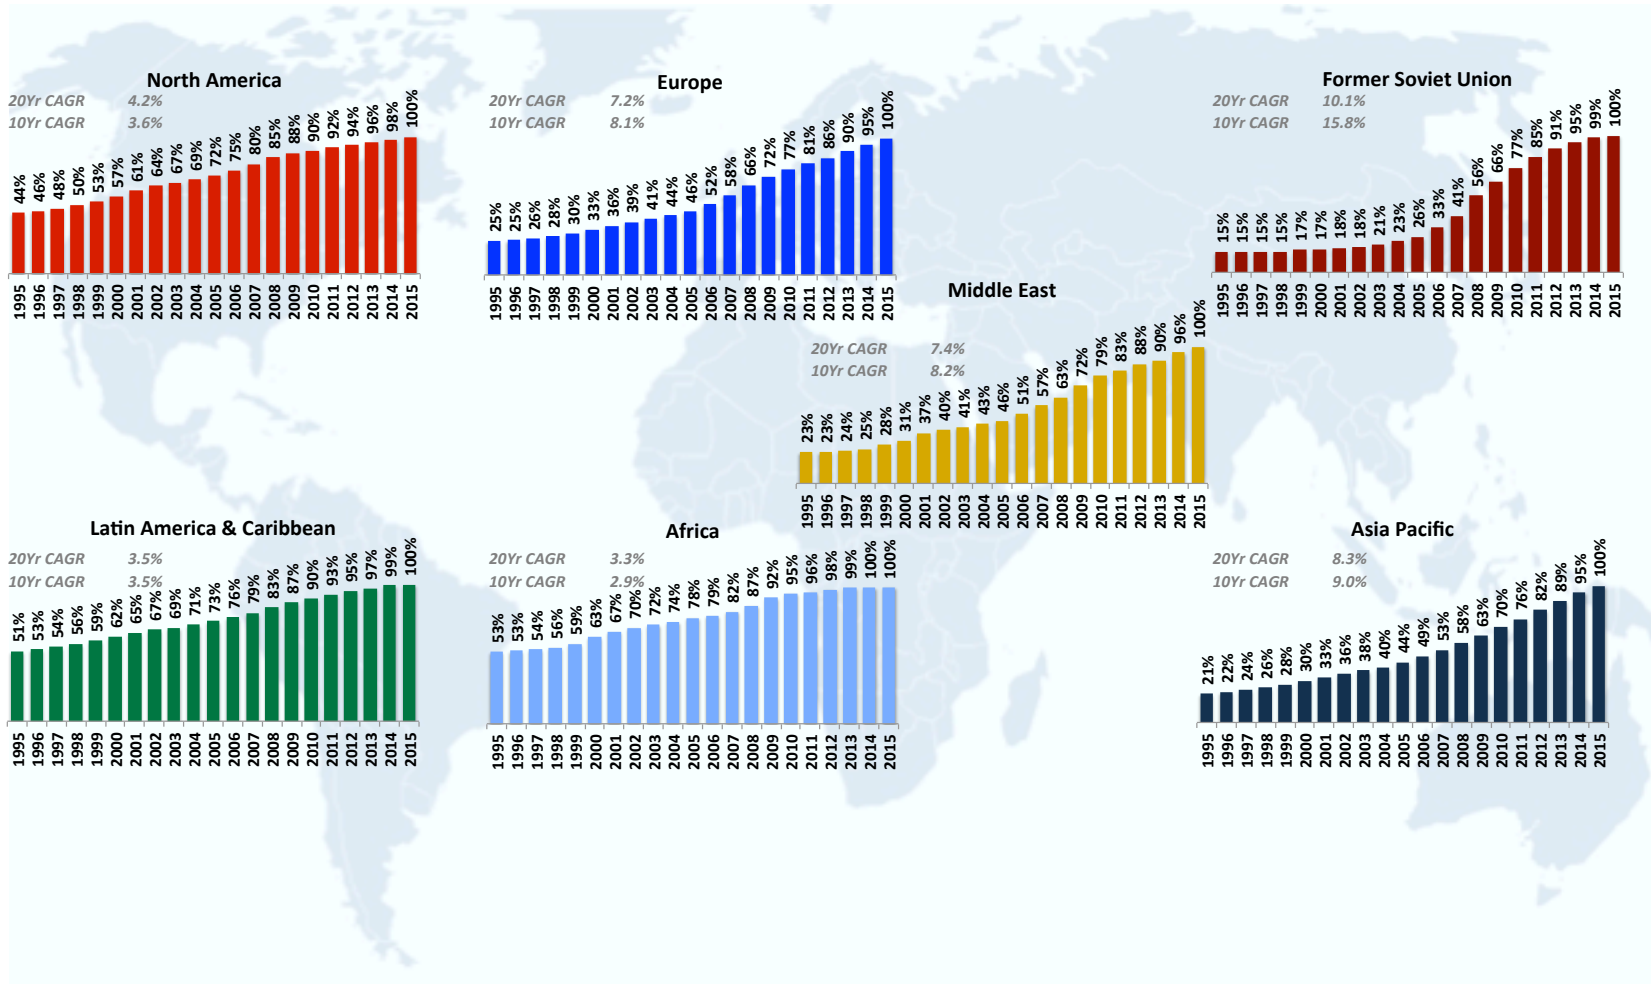 North America
20Yr CAGR 4.2%
10Yr CAGR 3.6%
44% 46% 48% 50% 53% 57% 61% 64% 67% 69% 72% 75% 80% 85% 88% 90% 92% 94% 96% 98% 100%
1995 1996 1997 1998 1999 2000 2001 2002 2003 2004 2005 2006 2007 2008 2009 2010 2011 2012 2013 2014 2015
Europe
20Yr CAGR 7.2%
10Yr CAGR 8.1%
25% 25% 26% 28% 30% 33% 36% 39% 41% 44% 46% 52% 58% 66% 72% 77% 81% 86% 90% 95% 100%
1995 1996 1997 1998 1999 2000 2001 2002 2003 2004 2005 2006 2007 2008 2009 2010 2011 2012 2013 2014 2015
Former Soviet Union
20Yr CAGR 10.1%
10Yr CAGR 15.8%
15% 15% 15% 15% 17% 17% 18% 18% 21% 23% 26% 33% 41% 56% 66% 77% 85% 91% 95% 99% 100%
1995 1996 1997 1998 1999 2000 2001 2002 2003 2004 2005 2006 2007 2008 2009 2010 2011 2012 2013 2014 2015
Middle East
20Yr CAGR 7.4%
10Yr CAGR 8.2%
23% 23% 24% 25% 28% 31% 37% 40% 41% 43% 46% 51% 57% 63% 72% 79% 83% 88% 90% 96% 100%
1995 1996 1997 1998 1999 2000 2001 2002 2003 2004 2005 2006 2007 2008 2009 2010 2011 2012 2013 2014 2015
Latin America & Caribbean
20Yr CAGR 3.5%
10Yr CAGR 3.5%
51% 53% 54% 56% 59% 62% 65% 67% 69% 71% 73% 76% 79% 83% 87% 90% 93% 95% 97% 99% 100%
1995 1996 1997 1998 1999 2000 2001 2002 2003 2004 2005 2006 2007 2008 2009 2010 2011 2012 2013 2014 2015
Africa
20Yr CAGR 3.3%
10Yr CAGR 2.9%
53% 53% 54% 56% 59% 63% 67% 70% 72% 74% 78% 79% 82% 87% 92% 95% 96% 98% 99% 100% 100%
1995 1996 1997 1998 1999 2000 2001 2002 2003 2004 2005 2006 2007 2008 2009 2010 2011 2012 2013 2014 2015
Asia Pacific
20Yr CAGR 8.3%
10Yr CAGR 9.0%
21% 22% 24% 26% 28% 30% 33% 36% 38% 40% 44% 49% 53% 58% 63% 70% 76% 82% 89% 95% 100%
1995 1996 1997 1998 1999 2000 2001 2002 2003 2004 2005 2006 2007 2008 2009 2010 2011 2012 2013 2014 2015